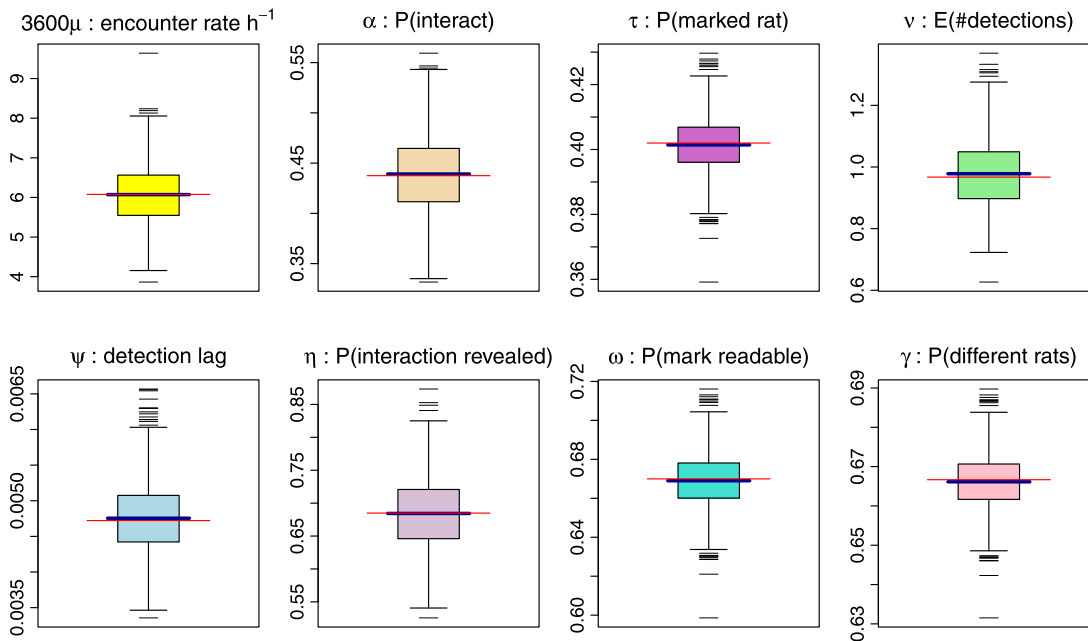 3600μ : encounter rate h⁻¹
4 5 6 7 8 9
α : P(interact)
0.35 0.45 0.55
τ : P(marked rat)
0.36 0.38 0.40 0.42
ν : E(#detections)
0.6 0.8 1.0 1.2
ψ : detection lag
0.0035 0.0050 0.0065
η : P(interaction revealed)
0.55 0.65 0.75 0.85
ω : P(mark readable)
0.60 0.64 0.68 0.72
γ : P(different rats)
0.63 0.65 0.67 0.69